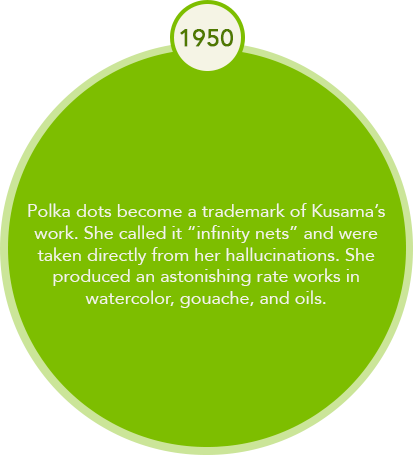 1950
Polka dots become a trademark of Kusama’s
work. She called it “infinity nets” and were
taken directly from her hallucinations. She
produced an astonishing rate works in
watercolor, gouache, and oils.